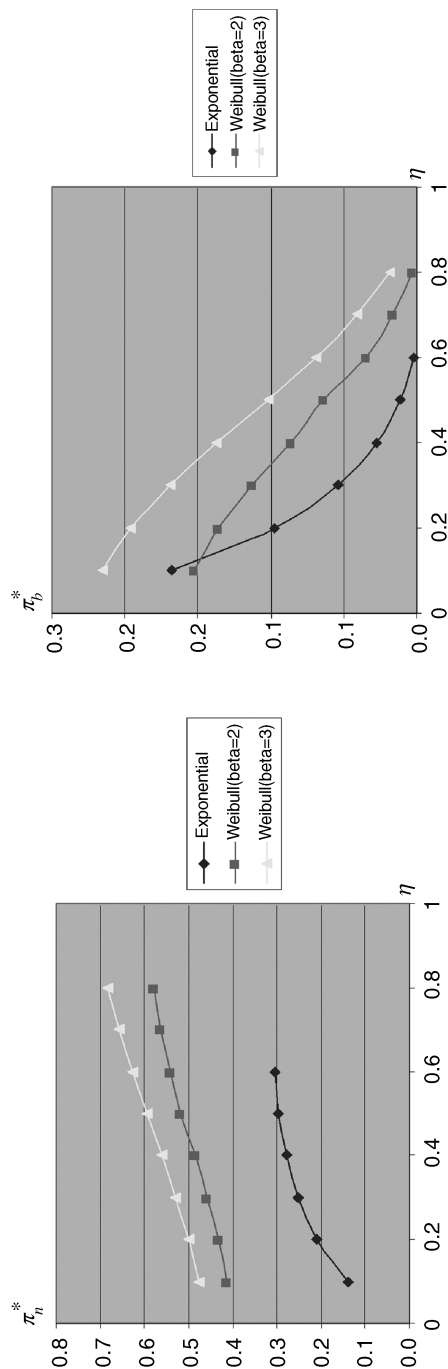 πn*
0.8
0.7
0.6
0.5
0.4
0.3
0.2
0.1
0.0
0 0.2 0.4 0.6 0.8 1
η
Exponential
Weibull(beta=2)
Weibull(beta=3)
πb*
0.3
0.2
0.2
0.1
0.1
0.0
0 0.2 0.4 0.6 0.8 1
η
Exponential
Weibull(beta=2)
Weibull(beta=3)